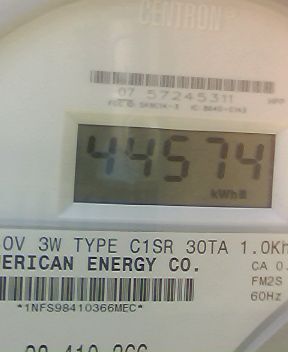 CENTRON
07 57245311
44574
kWh
0V 3W TYPE C1SR 30TA 1.0Kh
ERICAN ENERGY CO.
CA 0.
FM2S
60Hz
*1NFS98410366MEC*